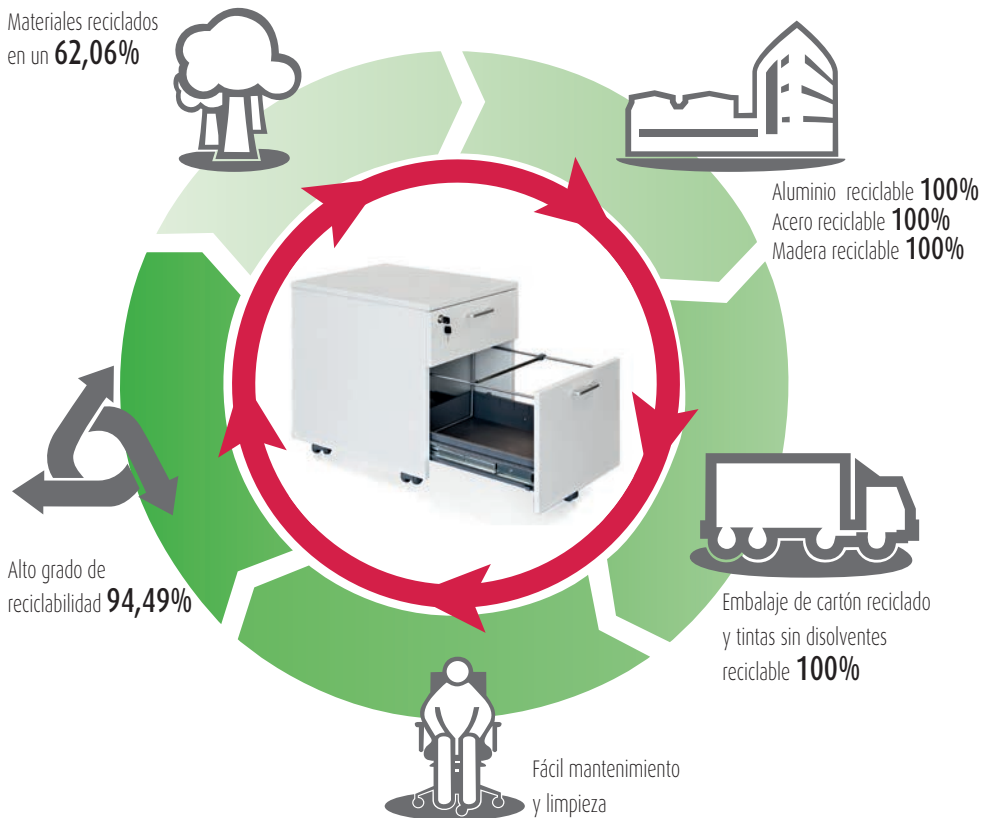 Materiales reciclados
en un 62,06%
Aluminio reciclable 100%
Acero reciclable 100%
Madera reciclable 100%
Embalaje de cartón reciclado
y tintas sin disolventes
reciclable 100%
Fácil mantenimiento
y limpieza
Alto grado de
reciclabilidad 94,49%